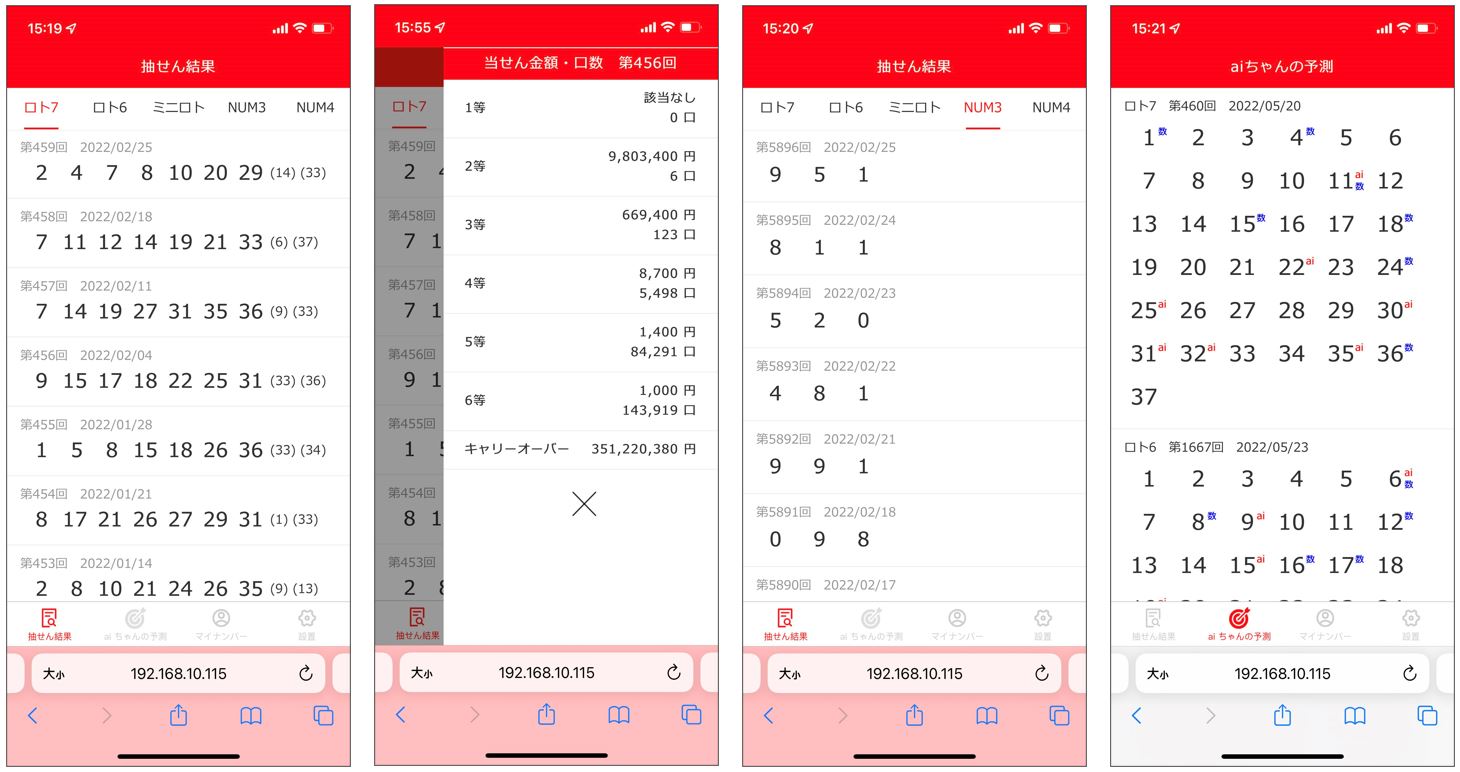 15:19
抽せん結果
ロト7 ロト6 ミニロト NUM3 NUM4
第459回 2022/02/25
2 4 7 8 10 20 29 (14) (33)
第458回 2022/02/18
7 11 12 14 19 21 33 (6) (37)
第457回 2022/02/11
7 14 19 27 31 35 36 (9) (33)
第456回 2022/02/04
9 15 17 18 22 25 31 (33) (36)
第455回 2022/01/28
1 5 8 15 18 26 36 (33) (34)
第454回 2022/01/21
8 17 21 26 27 29 31 (1) (33)
第453回 2022/01/14
2 8 10 21 24 26 35 (9) (13)
抽せん結果 ai ちゃんの予測 マイナンバー 設置
大小 192.168.10.115
15:55
当せん金額・口数 第456回
ロト7
第459回
2
第458回
7 1
第457回
7 1
第456回
9 1
第455回
1
第454回
8 1
第453回
2
抽せん結果
1等 該当なし
0 口
2等 9,803,400 円
6 口
3等 669,400 円
123 口
4等 8,700 円
5,498 口
5等 1,400 円
84,291 口
6等 1,000 円
143,919 口
キャリーオーバー 351,220,380 円
大小 192.168.10.115
15:20
抽せん結果
ロト7 ロト6 ミニロト NUM3 NUM4
第5896回 2022/02/25
9 5 1
第5895回 2022/02/24
8 1 1
第5894回 2022/02/23
5 2 0
第5893回 2022/02/22
4 8 1
第5892回 2022/02/21
9 9 1
第5891回 2022/02/18
0 9 8
第5890回 2022/02/17
抽せん結果 ai ちゃんの予測 マイナンバー 設置
大小 192.168.10.115
15:21
aiちゃんの予測
ロト7 第460回 2022/05/20
1数 2 3 4数 5 6
7 8 9 10 11ai数 12
13 14 15数 16 17 18数
19 20 21 22ai 23 24数
25ai 26 27 28 29 30ai
31ai 32ai 33 34 35ai 36数
37
ロト6 第1667回 2022/05/23
1 2 3 4 5 6ai数
7 8数 9ai 10 11 12数
13 14 15ai 16数 17数 18
抽せん結果 ai ちゃんの予測 マイナンバー 設置
大小 192.168.10.115